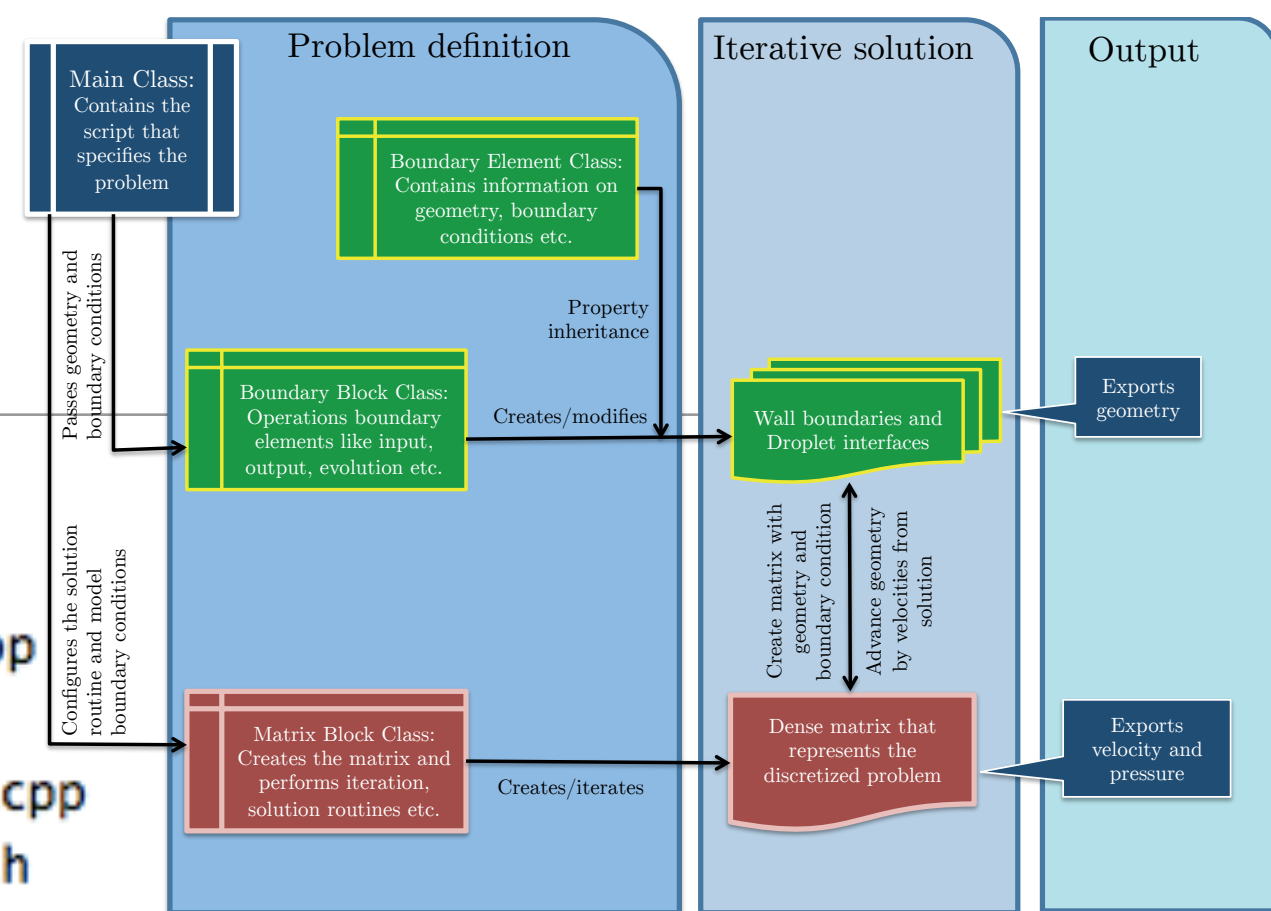 Problem definition
Iterative solution
Output
Main Class:
Contains the
script that
specifies the
problem
Boundary Element Class:
Contains information on
geometry, boundary
conditions etc.
Passes geometry and
boundary conditions
Property
inheritance
Boundary Block Class:
Operations boundary
elements like input,
output, evolution etc.
Creates/modifies
Wall boundaries and
Droplet interfaces
Exports
geometry
Configures the solution
routine and model
boundary conditions
Create matrix with
geometry and
boundary condition
Advance geometry
by velocities from
solution
pp
Matrix Block Class:
Creates the matrix and
performs iteration,
solution routines etc.
Creates/iterates
Dense matrix that
represents the
discretized problem
Exports
velocity and
pressure
cpp
h